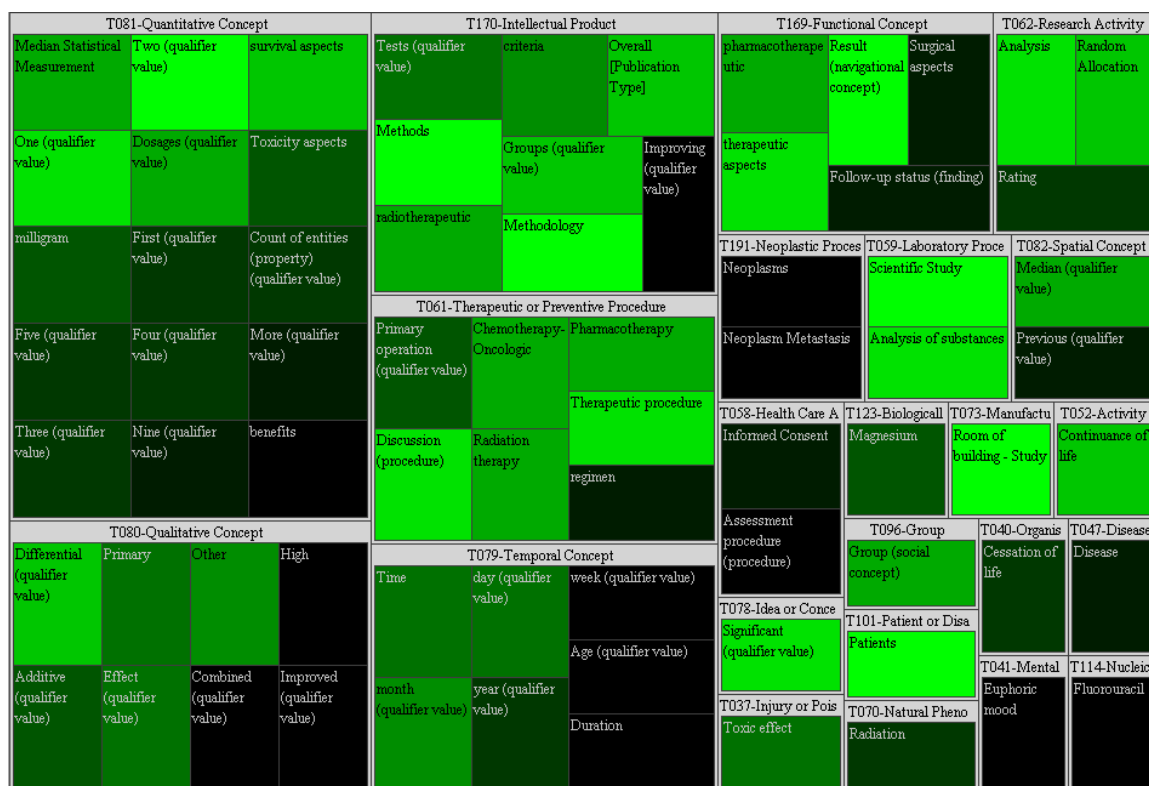 T081-Quantitative Concept
Median Statistical
Measurement
Two (qualifier
value)
survival aspects
One (qualifier
value)
Dosages (qualifier
value)
Toxicity aspects
milligram
First (qualifier
value)
Count of entities
(property)
(qualifier value)
Five (qualifier
value)
Four (qualifier
value)
More (qualifier
value)
Three (qualifier
value)
Nine (qualifier
value)
benefits
T080-Qualitative Concept
Differential
(qualifier
value)
Primary
Other
High
Additive
(qualifier
value)
Effect
(qualifier
value)
Combined
(qualifier
value)
Improved
(qualifier
value)
T170-Intellectual Product
Tests (qualifier
value)
criteria
Overall
[Publication
Type]
Methods
Groups (qualifier
value)
Improving
(qualifier
value)
radiotherapeutic
Methodology
T061-Therapeutic or Preventive Procedure
Primary
operation
(qualifier value)
Chemotherapy-
Oncologic
Pharmacotherapy
Therapeutic procedure
Discussion
(procedure)
Radiation
therapy
regimen
T079-Temporal Concept
Time
day (qualifier
value)
week (qualifier value)
Age (qualifier value)
month
(qualifier value)
year (qualifier
value)
Duration
T169-Functional Concept
pharmacotherape
utic
Result
(navigational
concept)
Surgical
aspects
therapeutic
aspects
Follow-up status (finding)
T062-Research Activity
Analysis
Random
Allocation
Rating
T191-Neoplastic Proces
Neoplasms
Neoplasm Metastasis
T059-Laboratory Proce
Scientific Study
Analysis of substances
T082-Spatial Concept
Median (qualifier
value)
Previous (qualifier
value)
T058-Health Care A
Informed Consent
Assessment
procedure
(procedure)
T123-Biologicall
Magnesium
T073-Manufactu
Room of
building - Study
T052-Activity
Continuance of
life
T096-Group
Group (social
concept)
T040-Organis
Cessation of
life
T047-Disease
Disease
T078-Idea or Conce
Significant
(qualifier value)
T101-Patient or Disa
Patients
T041-Mental
Euphoric
mood
T114-Nucleic
Fluorouracil
T037-Injury or Pois
Toxic effect
T070-Natural Pheno
Radiation